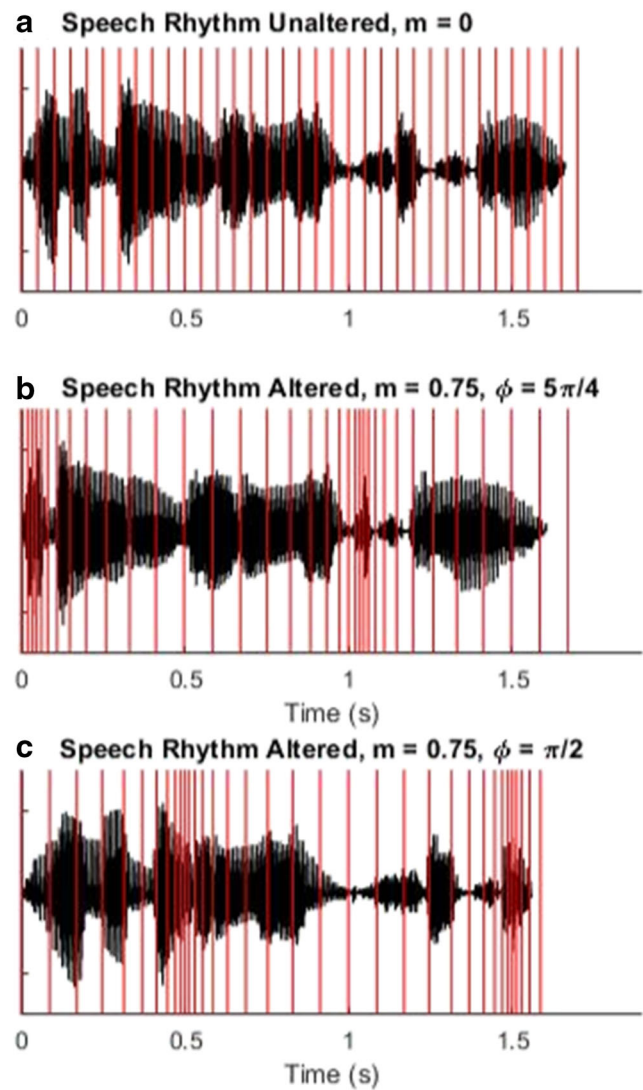 a Speech Rhythm Unaltered, m = 0
0 0.5 1 1.5
b Speech Rhythm Altered, m = 0.75, ϕ = 5π/4
0 0.5 1 1.5
Time (s)
c Speech Rhythm Altered, m = 0.75, ϕ = π/2
0 0.5 1 1.5
Time (s)